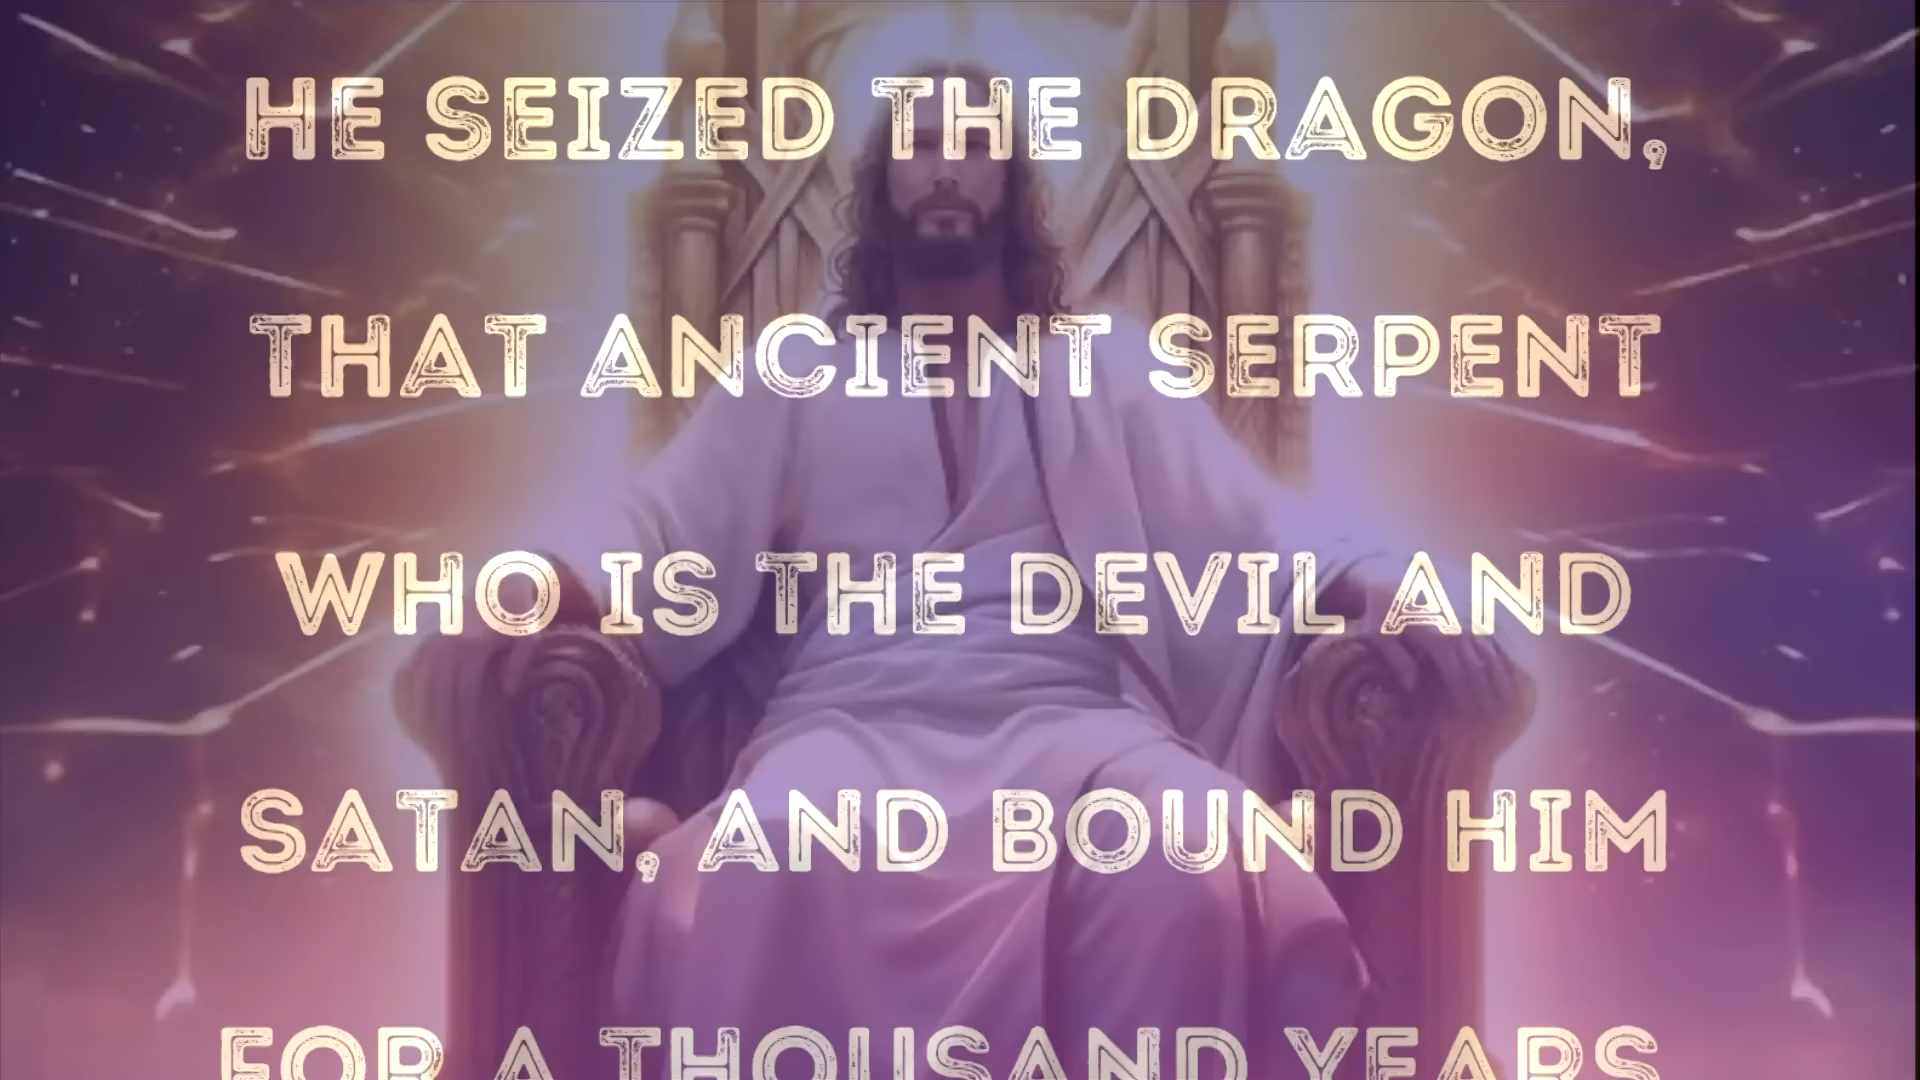 HE SEIZED THE DRAGON,
THAT ANCIENT SERPENT
WHO IS THE DEVIL AND
SATAN, AND BOUND HIM
FOR A THOUSAND YEARS